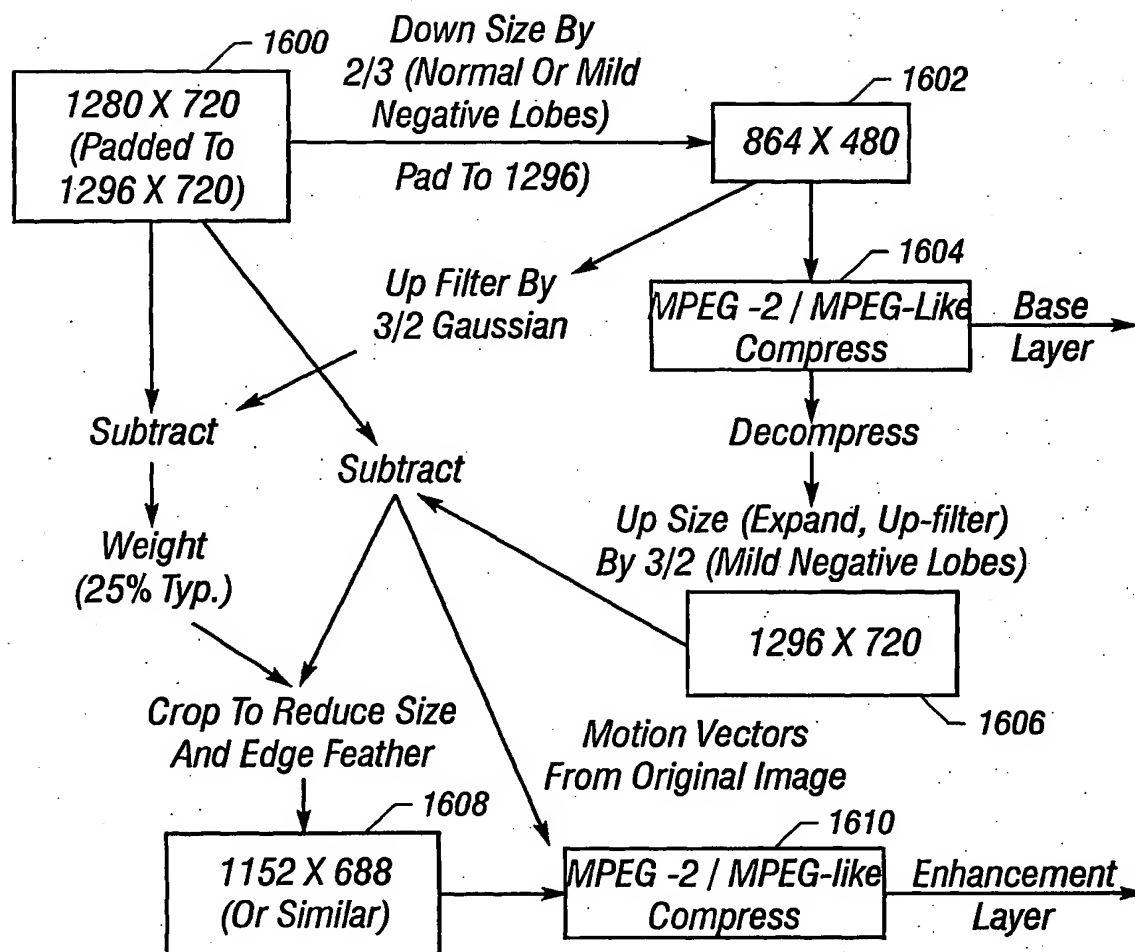 1600
1280 X 720
(Padded To
1296 X 720)
Down Size By
2/3 (Normal Or Mild
Negative Lobes)
Pad To 1296)
1602
864 X 480
Up Filter By
3/2 Gaussian
1604
MPEG -2 / MPEG-Like
Compress
Base
Layer
Subtract
Subtract
Decompress
Weight
(25% Typ.)
Up Size (Expand, Up-filter)
By 3/2 (Mild Negative Lobes)
1296 X 720
1606
Crop To Reduce Size
And Edge Feather
Motion Vectors
From Original Image
1608
1152 X 688
(Or Similar)
1610
MPEG -2 / MPEG-like
Compress
Enhancement
Layer